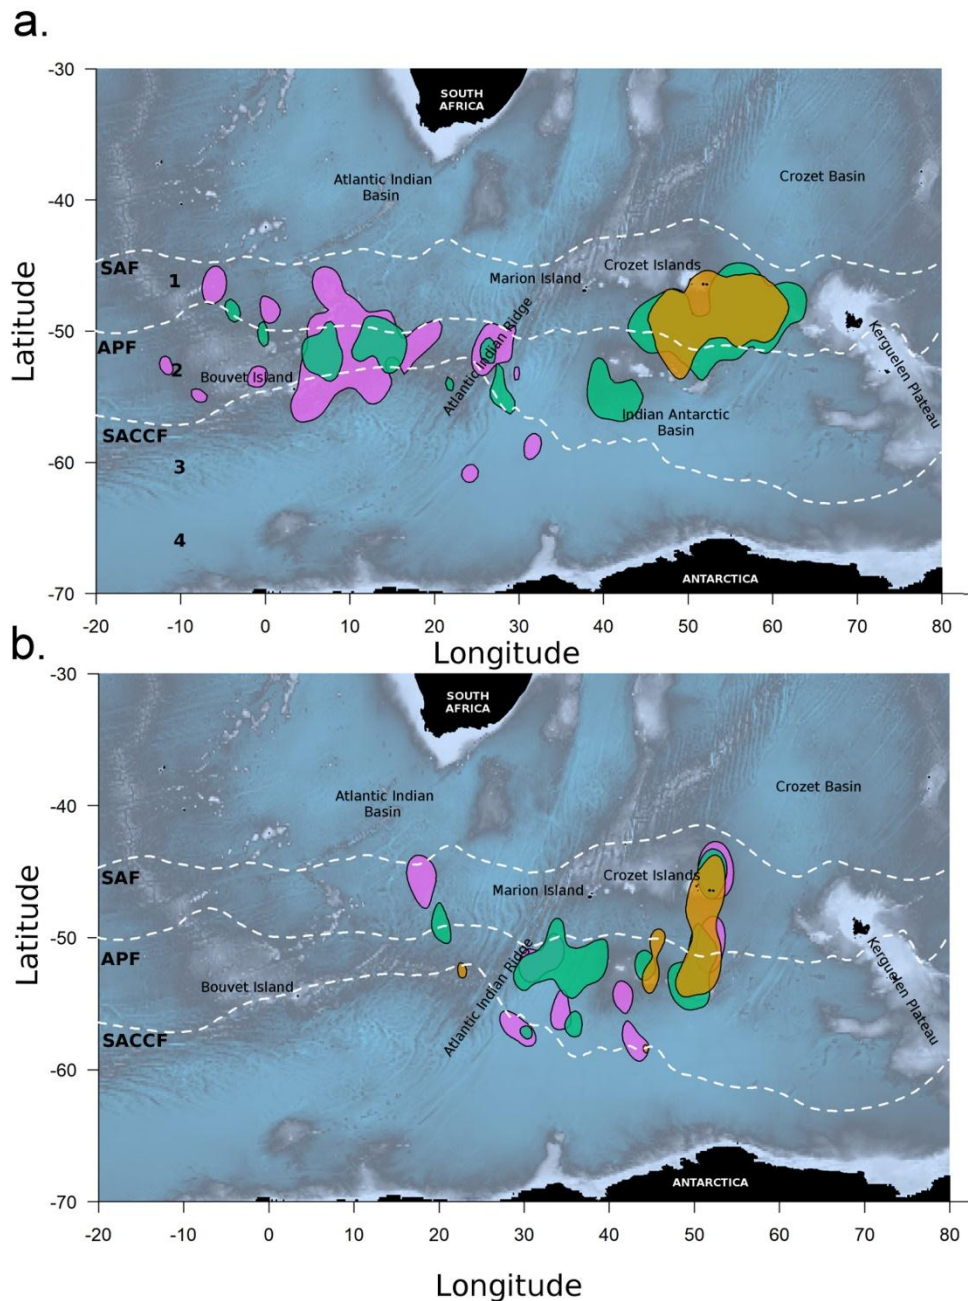 a.
-30
SOUTH
AFRICA
Atlantic Indian
Basin
Crozet Basin
-40
SAF
1
Marion Island
Crozet Islands
Latitude
-50
APF
2
Bouvet Island
Atlantic Indian Ridge
Kerguelen Plateau
Indian Antarctic
Basin
SACCF
-60
3
4
ANTARCTICA
-70
-20 -10 0 10 20 30 40 50 60 70 80
Longitude
b.
-30
SOUTH
AFRICA
Atlantic Indian
Basin
Crozet Basin
-40
SAF
Marion Island
Crozet Islands
Latitude
-50
APF
Bouvet Island
Atlantic Indian Ridge
Kerguelen Plateau
SACCF
-60
ANTARCTICA
-70
-20 -10 0 10 20 30 40 50 60 70 80
Longitude